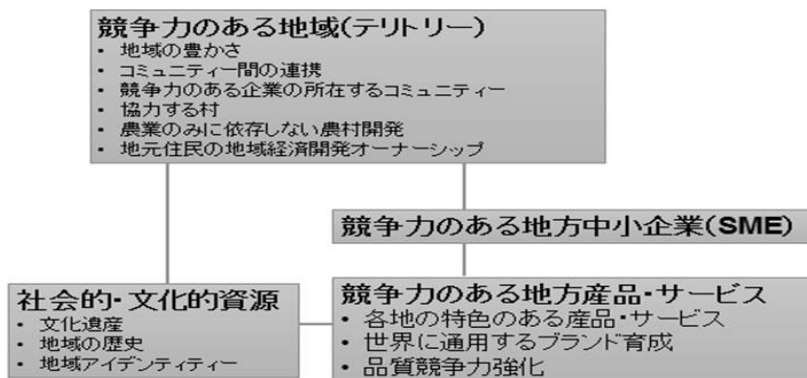 競争力のある地域(テリトリー)
• 地域の豊かさ
• コミュニティー間の連携
• 競争力のある企業の所在するコミュニティー
• 協力する村
• 農業のみに依存しない農村開発
• 地元住民の地域経済開発オーナーシップ
競争力のある地方中小企業(SME)
社会的・文化的資源
• 文化遺産
• 地域の歴史
• 地域アイデンティティー
競争力のある地方産品・サービス
• 各地の特色のある産品・サービス
• 世界に通用するブランド育成
• 品質競争力強化